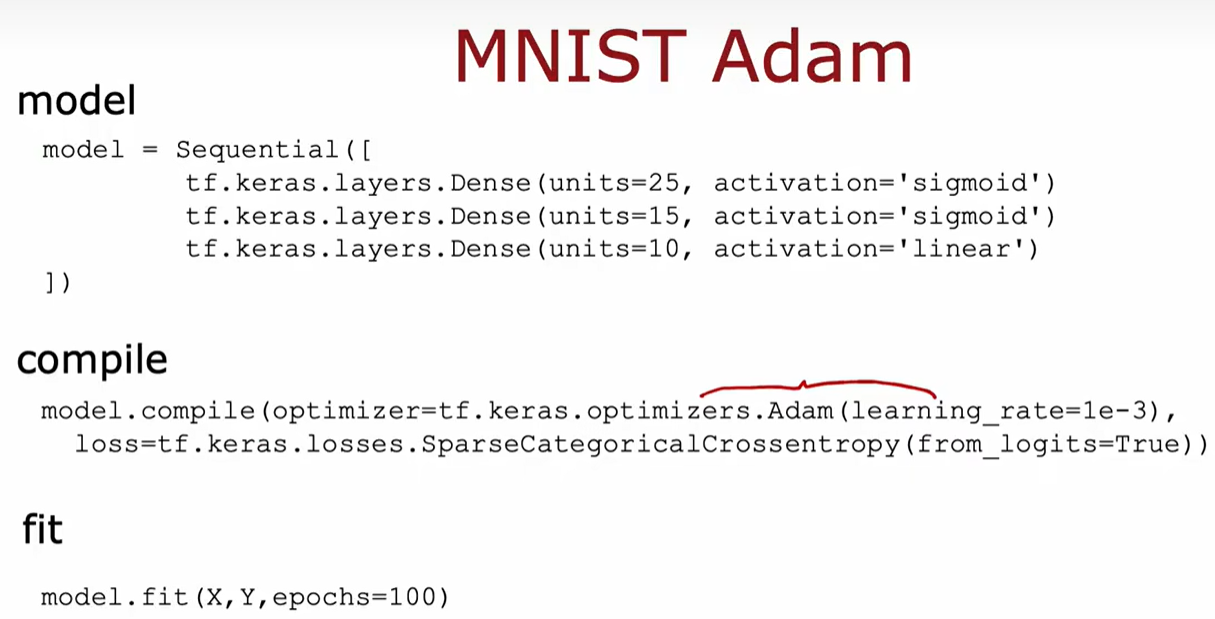 MNIST Adam
model
model = Sequential([
tf.keras.layers.Dense(units=25, activation='sigmoid')
tf.keras.layers.Dense(units=15, activation='sigmoid')
tf.keras.layers.Dense(units=10, activation='linear')
])
compile
model.compile(optimizer=tf.keras.optimizers.Adam(learning_rate=1e-3),
loss=tf.keras.losses.SparseCategoricalCrossentropy(from_logits=True))
fit
model.fit(X,Y,epochs=100)